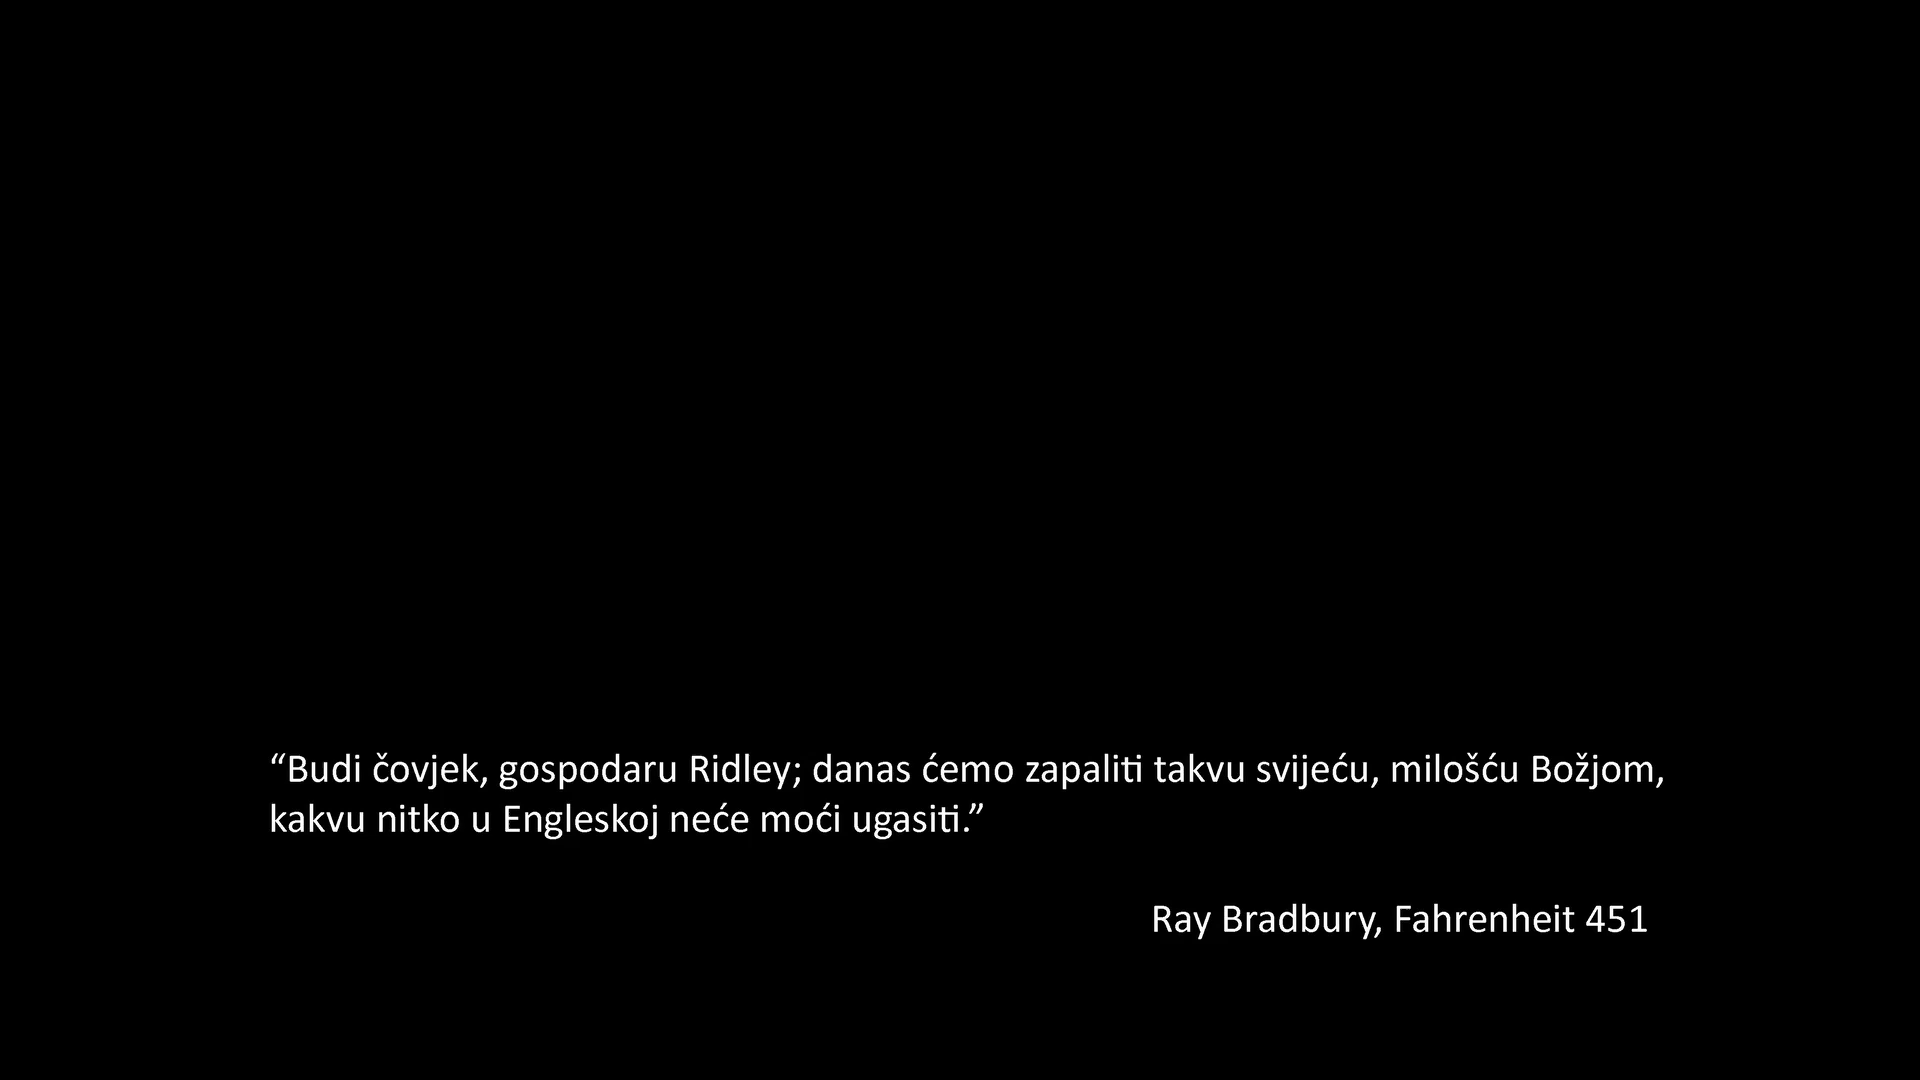 “Budi čovjek, gospodaru Ridley; danas ćemo zapaliti takvu svijeću, milošću Božjom,
kakvu nitko u Engleskoj neće moći ugasiti.”
Ray Bradbury, Fahrenheit 451